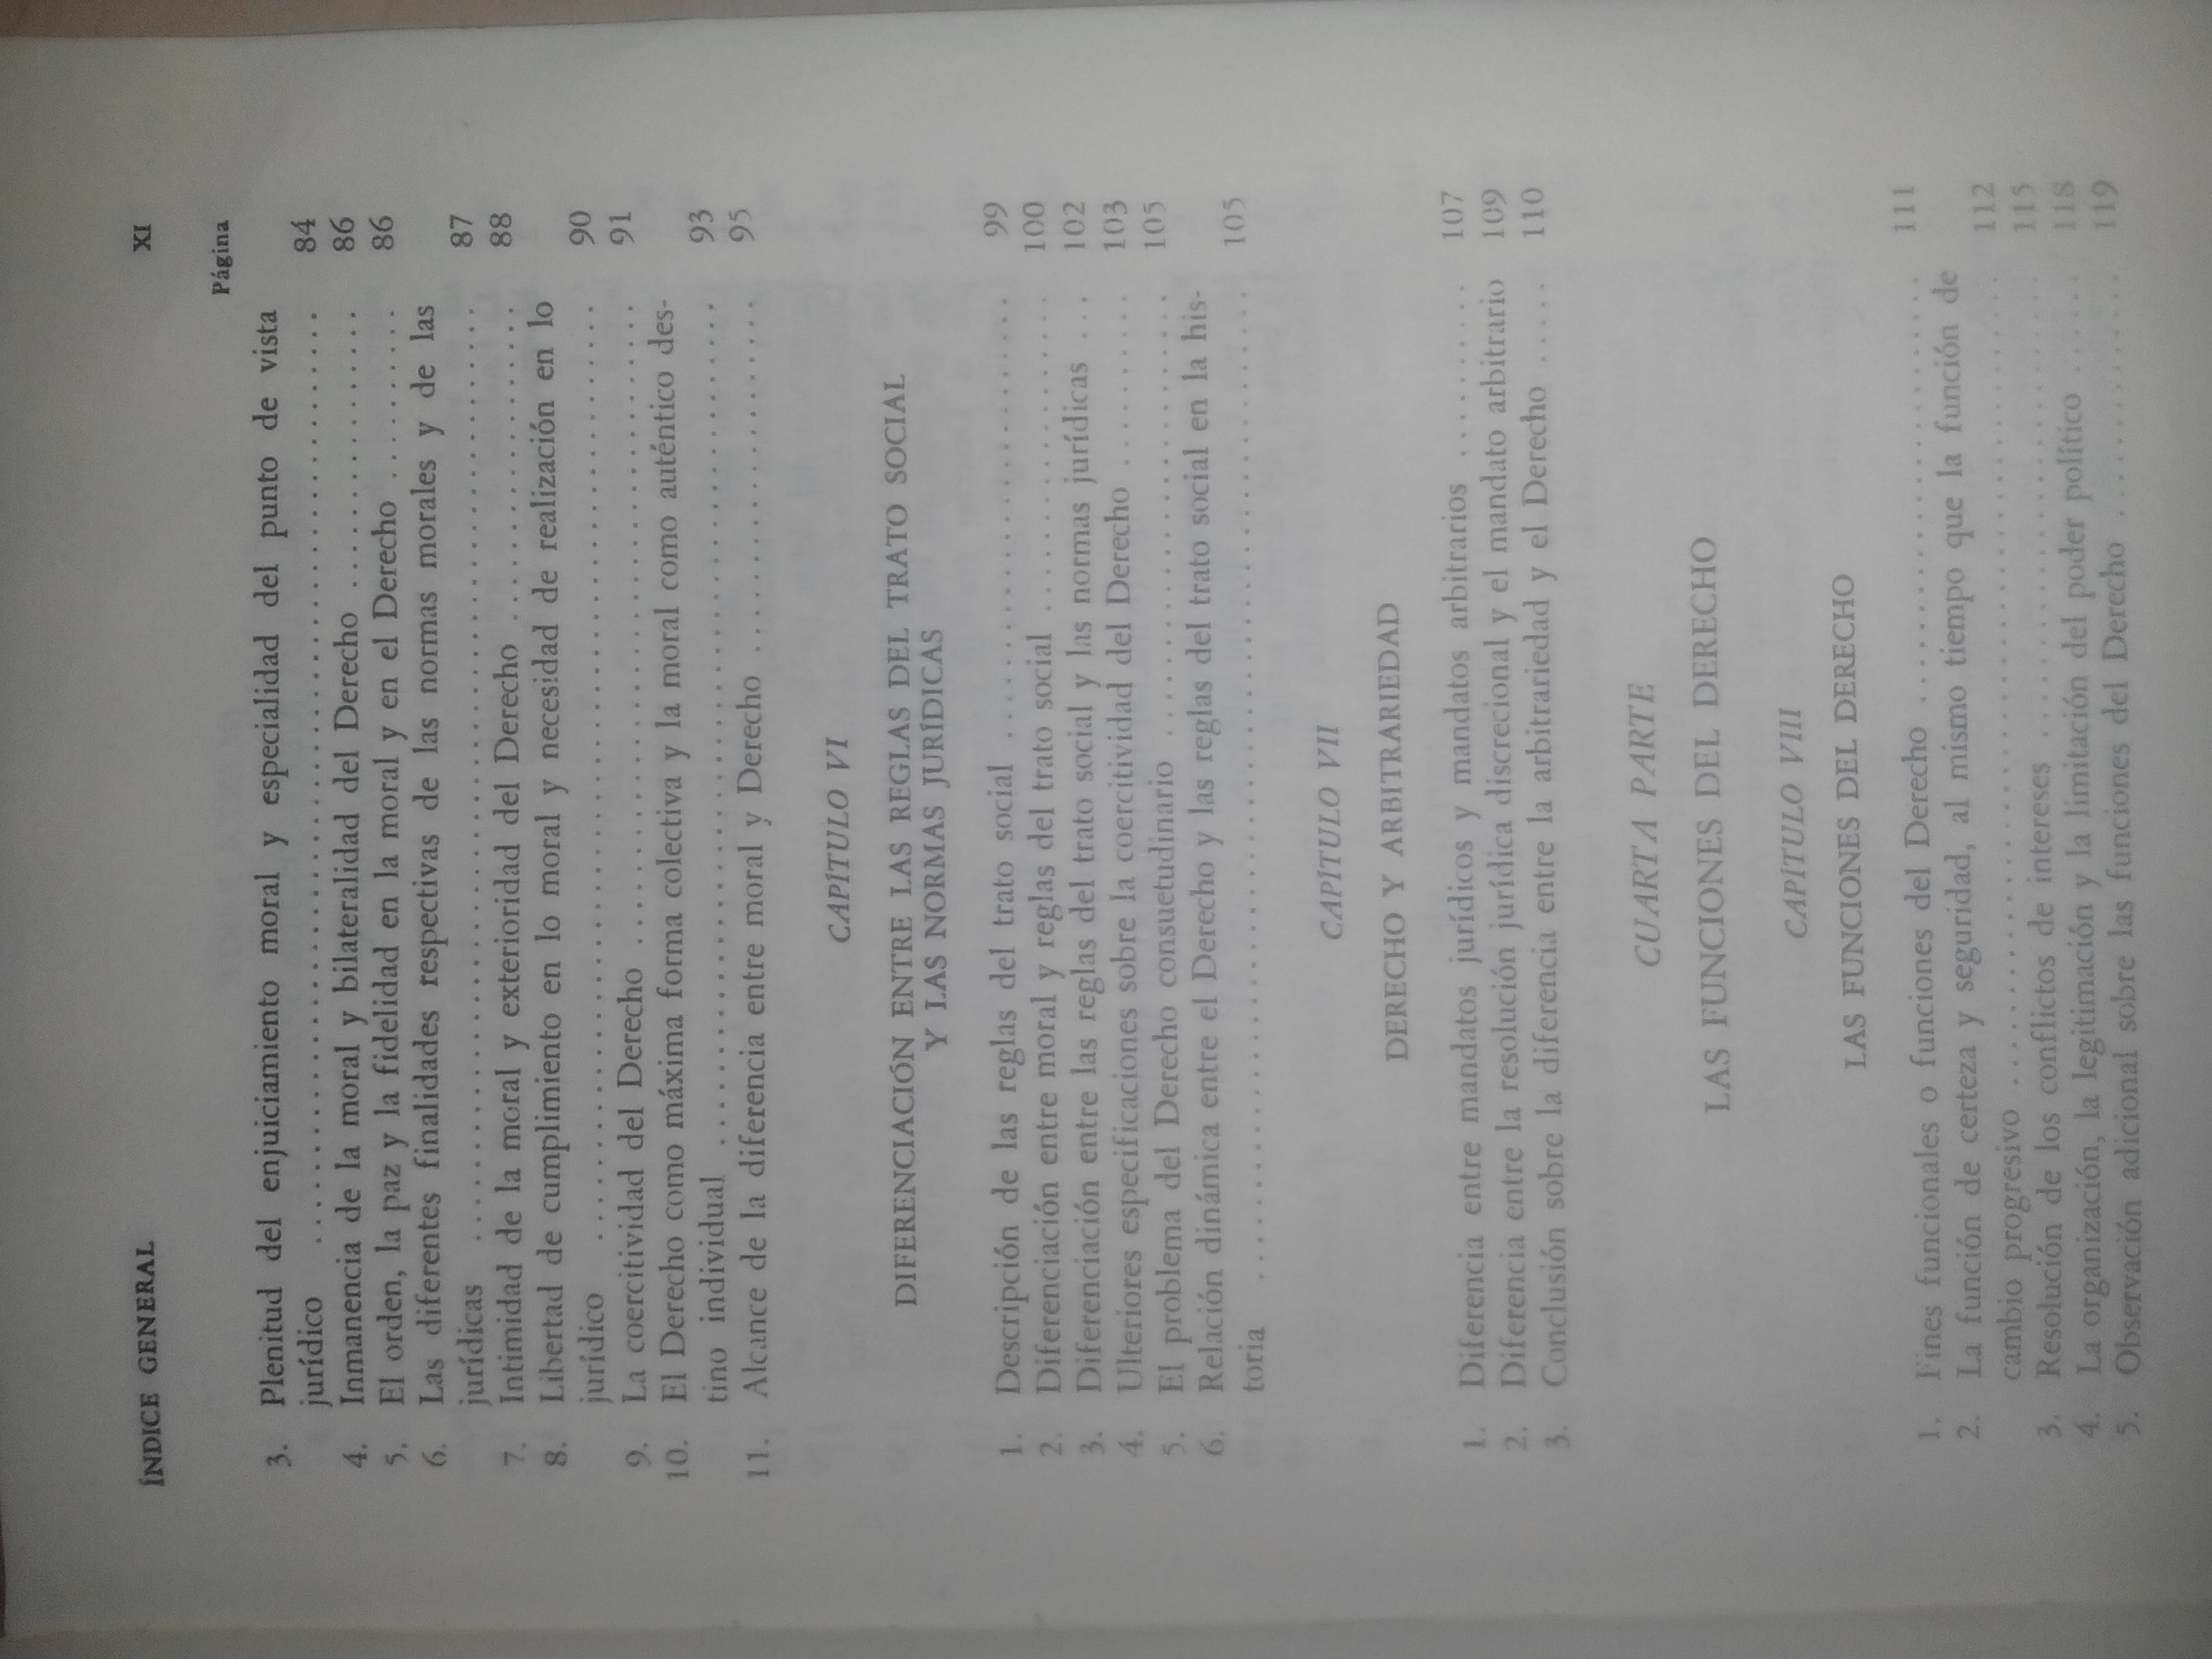 ÍNDICE GENERAL XI
Página
3. Plenitud del enjuiciamiento moral y especialidad del punto de vista
jurídico . . . . . . . . . . . . . . . . . . . . 84
4. Inmanencia de la moral y bilateralidad del Derecho . . . . . . . . . . 86
5. El orden, la paz y la fidelidad en la moral y en el Derecho . . . . . . . 86
6. Las diferentes finalidades respectivas de las normas morales y de las
jurídicas . . . . . . . . . . . . . . . . . . . . 87
7. Intimidad de la moral y exterioridad del Derecho . . . . . . . . . . 88
8. Libertad de cumplimiento en lo moral y necesidad de realización en lo
jurídico . . . . . . . . . . . . . . . . . . . . 90
9. La coercitividad del Derecho . . . . . . . . . . . . . . . . . . . . 91
10. El Derecho como máxima forma colectiva y la moral como auténtico des-
tino individual . . . . . . . . . . . . . . . . . . . . 93
11. Alcance de la diferencia entre moral y Derecho . . . . . . . . . . 95
CAPÍTULO VI
DIFERENCIACIÓN ENTRE LAS REGLAS DEL TRATO SOCIAL
Y LAS NORMAS JURÍDICAS
1. Descripción de las reglas del trato social . . . . . . . . . . . . . . . 99
2. Diferenciación entre moral y reglas del trato social . . . . . . . . . . 100
3. Diferenciación entre las reglas del trato social y las normas jurídicas . . . 102
4. Ulteriores especificaciones sobre la coercitividad del Derecho . . . . . . . 103
5. El problema del Derecho consuetudinario . . . . . . . . . . . . . . . 105
6. Relación dinámica entre el Derecho y las reglas del trato social en la his-
toria . . . . . . . . . . . . . . . . . . . . 105
CAPÍTULO VII
DERECHO Y ARBITRARIEDAD
1. Diferencia entre mandatos jurídicos y mandatos arbitrarios . . . . . . . 107
2. Diferencia entre la resolución jurídica discrecional y el mandato arbitrario 109
3. Conclusión sobre la diferencia entre la arbitrariedad y el Derecho . . . . . 110
CUARTA PARTE
LAS FUNCIONES DEL DERECHO
CAPÍTULO VIII
LAS FUNCIONES DEL DERECHO
1. Fines funcionales o funciones del Derecho . . . . . . . . . . . . . . . 111
2. La función de certeza y seguridad, al mismo tiempo que la función de
cambio progresivo . . . . . . . . . . . . . . . . . . . . 112
3. Resolución de los conflictos de intereses . . . . . . . . . . . . . . . 115
4. La organización, la legitimación y la limitación del poder político . . . . . 118
5. Observación adicional sobre las funciones del Derecho . . . . . . . . . . 119